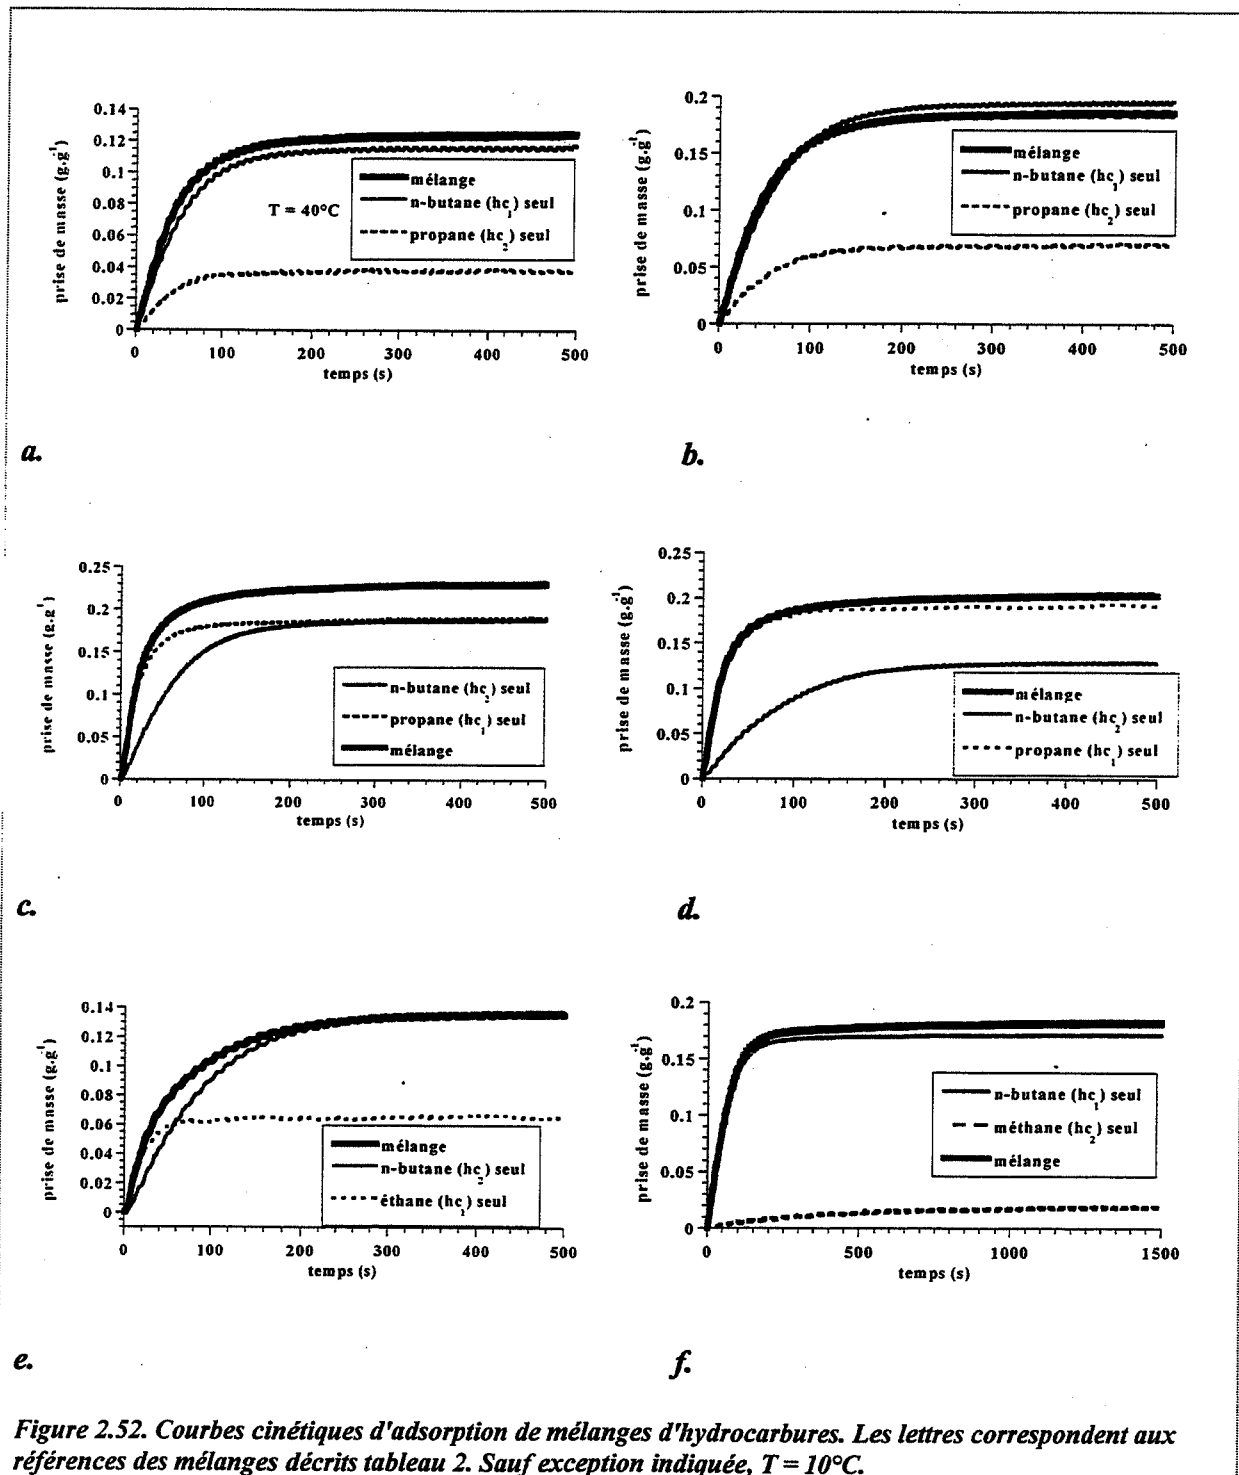 0.14
0.12
0.1
0.08
0.06
0.04
0.02
0
prise de masse (g.g⁻¹)
T = 40°C
mélange
n-butane (hc₁) seul
propane (hc₂) seul
0 100 200 300 400 500
temps (s)
a.
0.2
0.15
0.1
0.05
0
prise de masse (g.g⁻¹)
mélange
n-butane (hc₁) seul
propane (hc₂) seul
0 100 200 300 400 500
temps (s)
b.
0.25
0.2
0.15
0.1
0.05
0
prise de masse (g.g⁻¹)
n-butane (hc₂) seul
propane (hc₁) seul
mélange
0 100 200 300 400 500
temps (s)
c.
0.25
0.2
0.15
0.1
0.05
0
prise de masse (g.g⁻¹)
mélange
n-butane (hc₂) seul
propane (hc₁) seul
0 100 200 300 400 500
temps (s)
d.
0.14
0.12
0.1
0.08
0.06
0.04
0.02
0
prise de masse (g.g⁻¹)
mélange
n-butane (hc₂) seul
éthane (hc₁) seul
0 100 200 300 400 500
temps (s)
e.
0.2
0.15
0.1
0.05
0
prise de masse (g.g⁻¹)
n-butane (hc₁) seul
méthane (hc₂) seul
mélange
0 500 1000 1500
temps (s)
f.
Figure 2.52. Courbes cinétiques d'adsorption de mélanges d'hydrocarbures. Les lettres correspondent aux
références des mélanges décrits tableau 2. Sauf exception indiquée, T = 10°C.